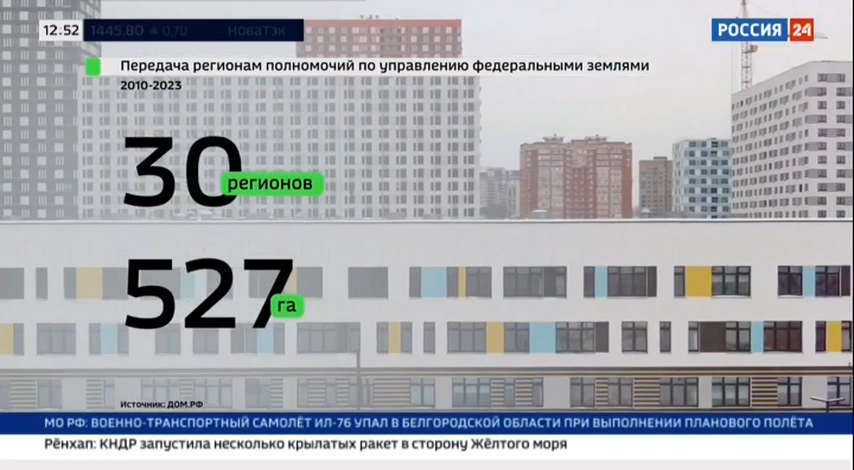 12.52 1445.80 ▲ 0,70 НОВАТЭК
РОССИЯ 24
Передача регионам полномочий по управлению федеральными землями
2010-2023
30 регионов
527 га
Источник: ДОМ.РФ
МО РФ: ВОЕННО-ТРАНСПОРТНЫЙ САМОЛЁТ ИЛ-76 УПАЛ В БЕЛГОРОДСКОЙ ОБЛАСТИ ПРИ ВЫПОЛНЕНИИ ПЛАНОВОГО ПОЛЁТА
Рёнхап: КНДР запустила несколько крылатых ракет в сторону Жёлтого моря